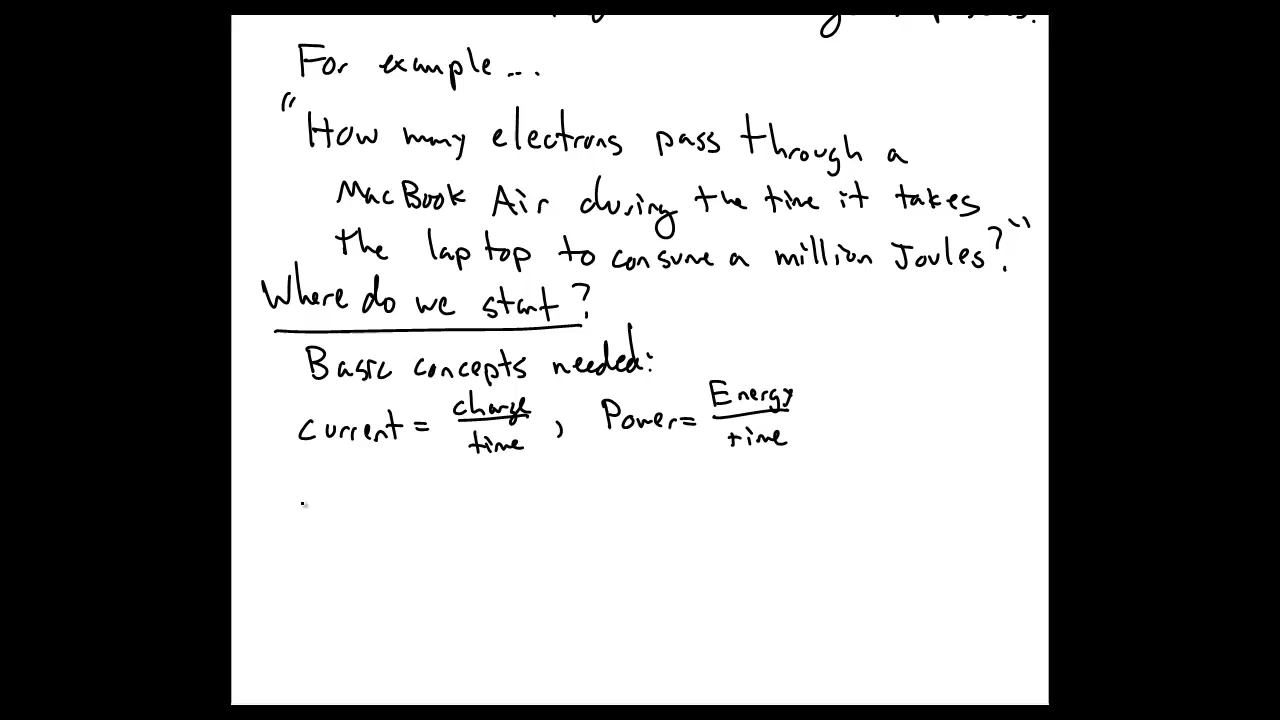 For example...
"How many electrons pass through a
MacBook Air during the time it takes
the laptop to consume a million Joules?"
Where do we start?
Basic concepts needed:
current = charge / time , Power = Energy / time